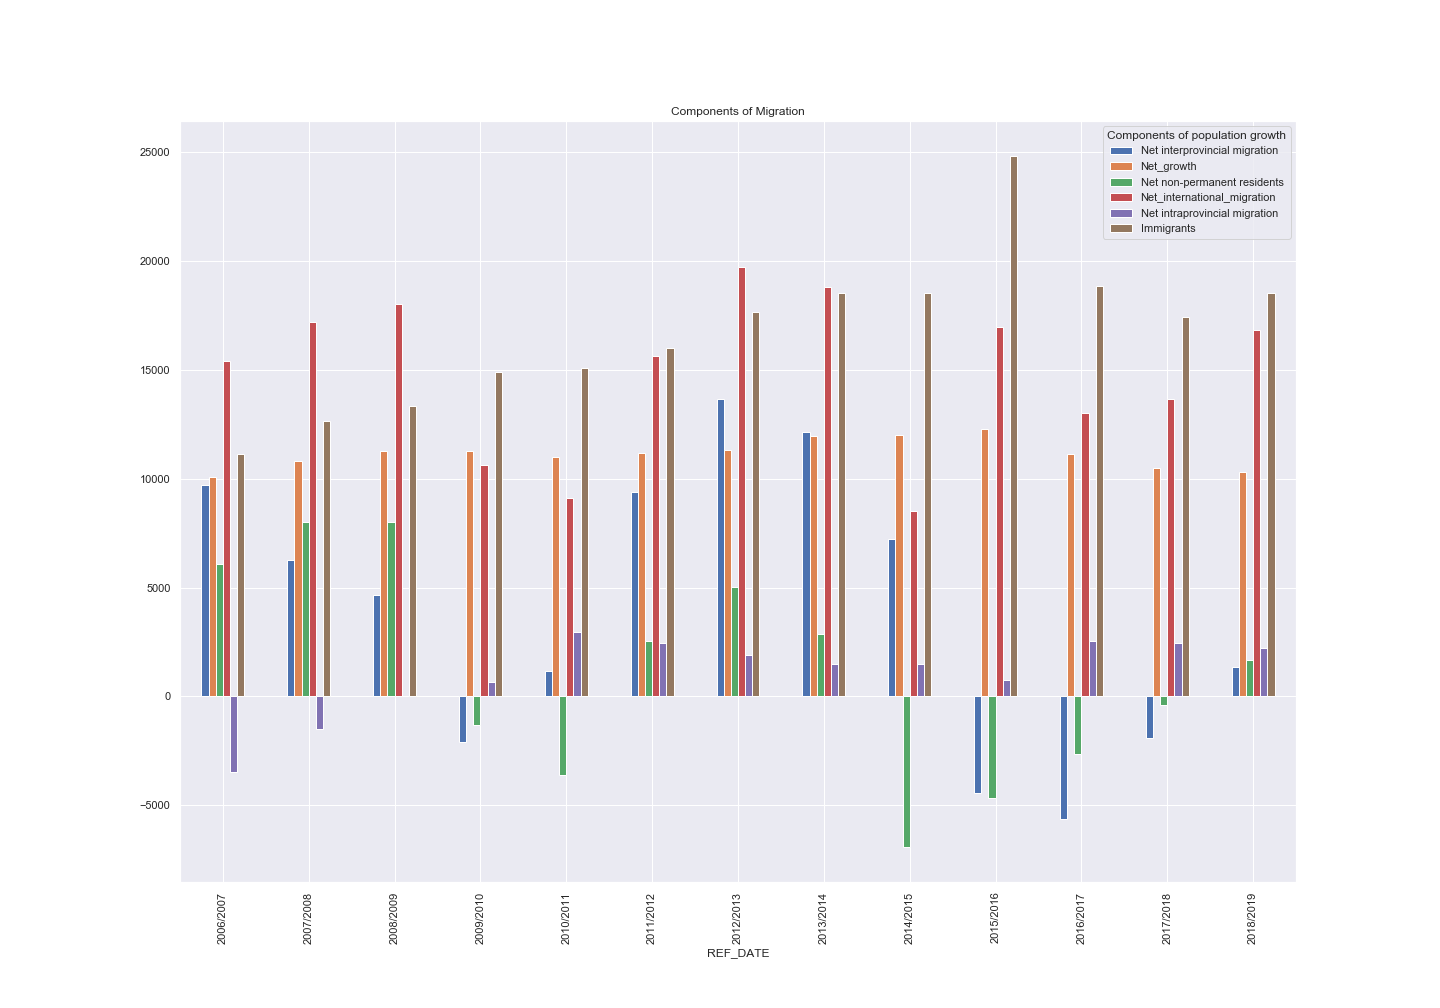 Components of Migration
Components of population growth
Net interprovincial migration
Net_growth
Net non-permanent residents
Net_international_migration
Net intraprovincial migration
Immigrants
25000
20000
15000
10000
5000
0
−5000
2006/2007
2007/2008
2008/2009
2009/2010
2010/2011
2011/2012
2012/2013
2013/2014
2014/2015
2015/2016
2016/2017
2017/2018
2018/2019
REF_DATE